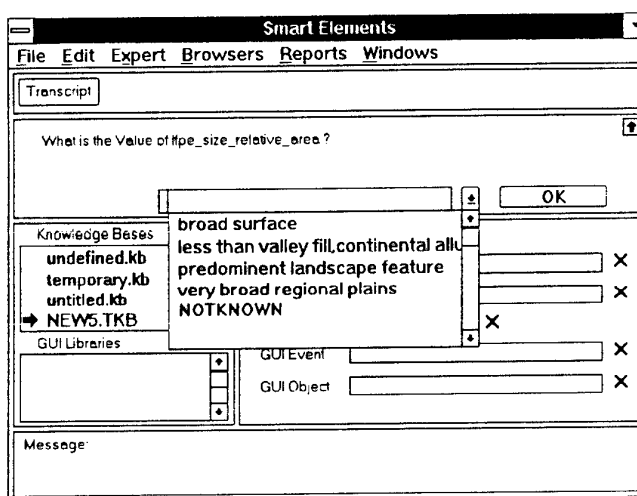 Smart Elements
File Edit Expert Browsers Reports Windows
Transcript
What is the Value of ffpe_size_relative_area ?
OK
broad surface
less than valley fill,continental allu
predominent landscape feature
very broad regional plains
NOTKNOWN
Knowledge Bases
undefined.kb
temporary.kb
untitled.kb
NEW5.TKB
GUI Libraries
GUI Event
GUI Object
Message: